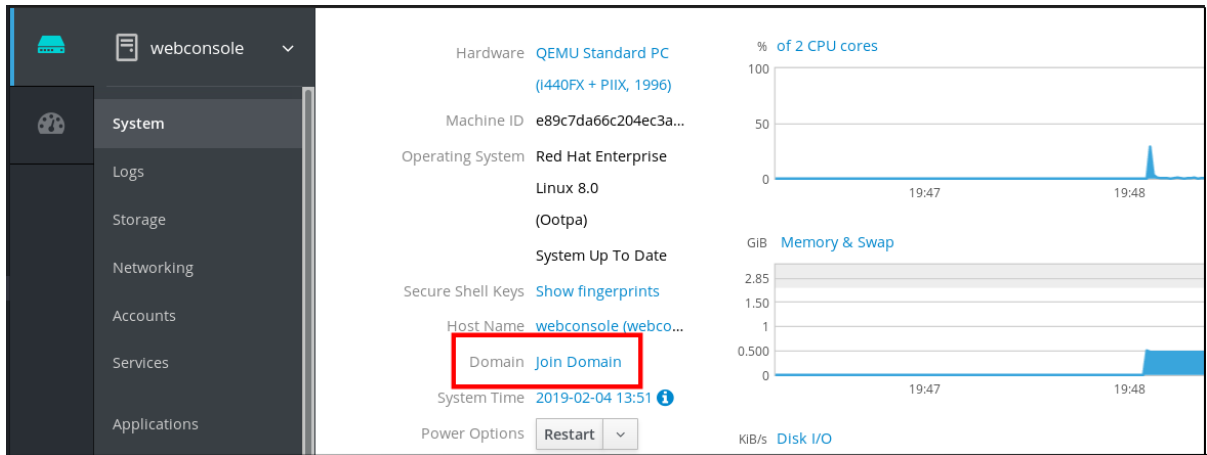 webconsole
System
Logs
Storage
Networking
Accounts
Services
Applications
Hardware QEMU Standard PC
(i440FX + PIIX, 1996)
Machine ID e89c7da66c204ec3a...
Operating System Red Hat Enterprise
Linux 8.0
(Ootpa)
System Up To Date
Secure Shell Keys Show fingerprints
Host Name webconsole (webco...
Domain Join Domain
System Time 2019-02-04 13:51
Power Options Restart
% of 2 CPU cores
100
50
0
19:47 19:48
GiB Memory & Swap
2.85
1.50
1
0.500
0
19:47 19:48
KiB/s Disk I/O